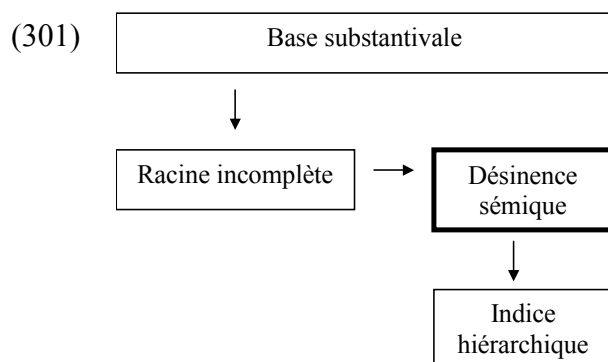 (301)
Base substantivale
Racine incomplète
Désinence
sémique
Indice
hiérarchique